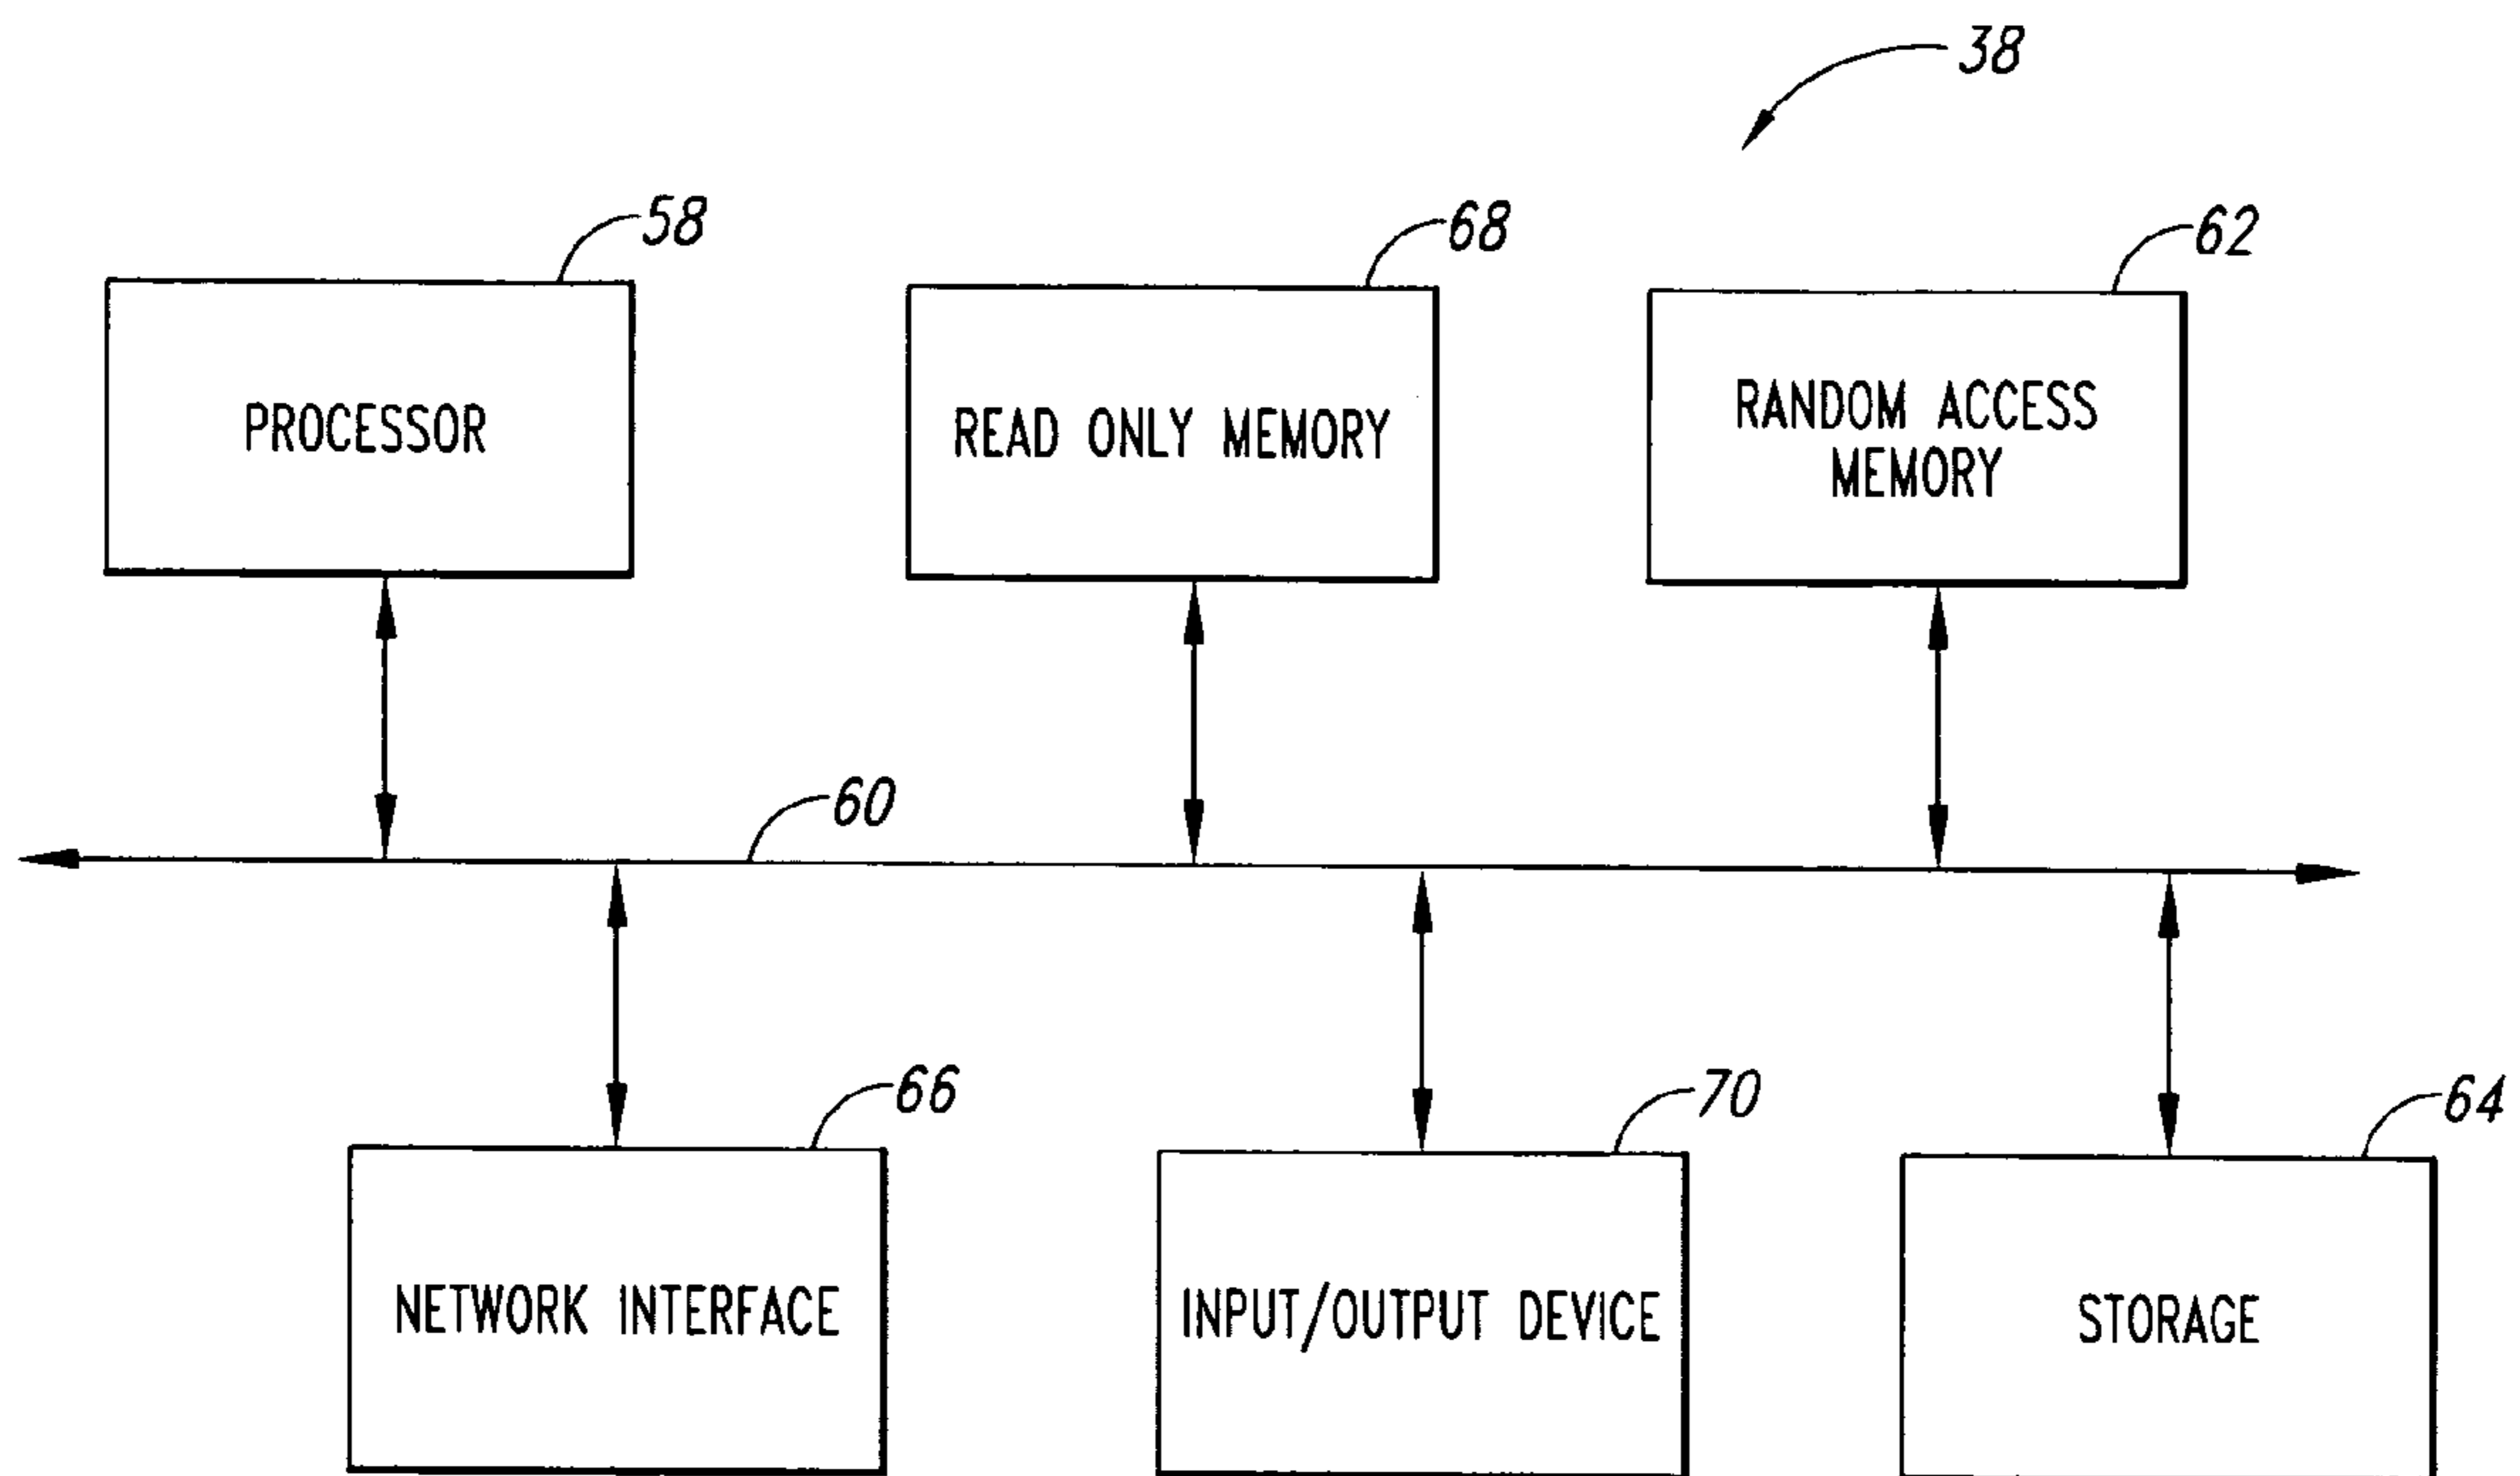 38
58
68
62
PROCESSOR
READ ONLY MEMORY
RANDOM ACCESS
MEMORY
60
66
70
64
NETWORK INTERFACE
INPUT/OUTPUT DEVICE
STORAGE